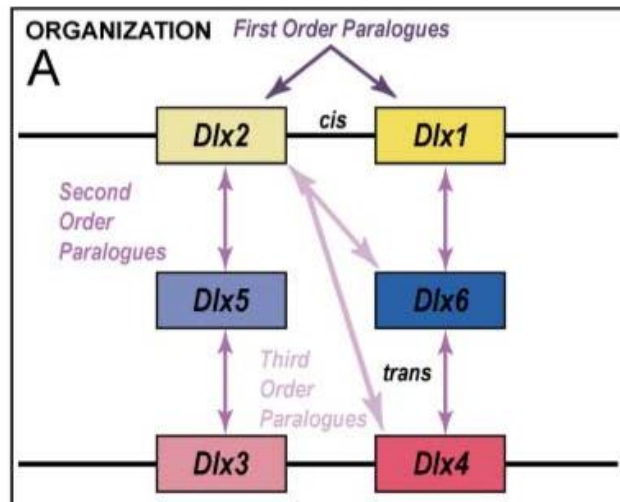 ORGANIZATION First Order Paralogues
A
Dlx2 cis Dlx1
Second
Order
Paralogues
Dlx5 Dlx6
Third
Order
Paralogues
trans
Dlx3 Dlx4